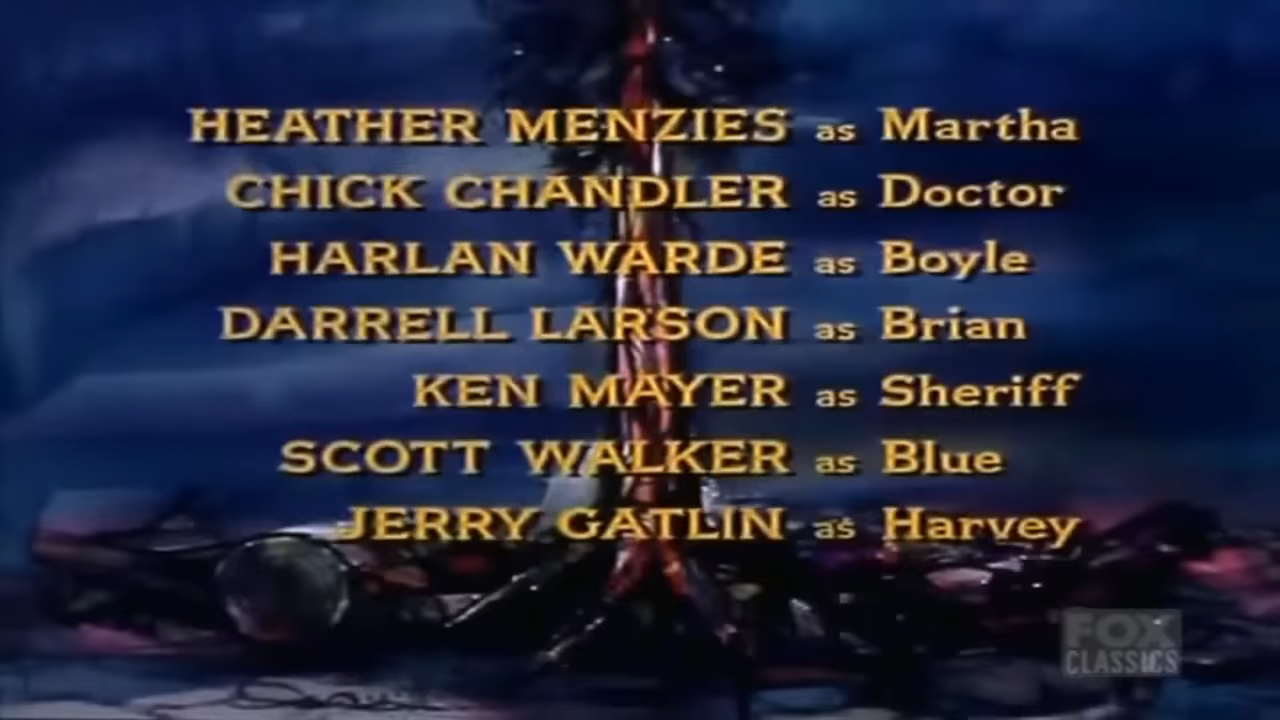 HEATHER MENZIES as Martha
CHICK CHANDLER as Doctor
HARLAN WARDE as Boyle
DARRELL LARSON as Brian
KEN MAYER as Sheriff
SCOTT WALKER as Blue
JERRY GATLIN as Harvey
FOX
CLASSICS